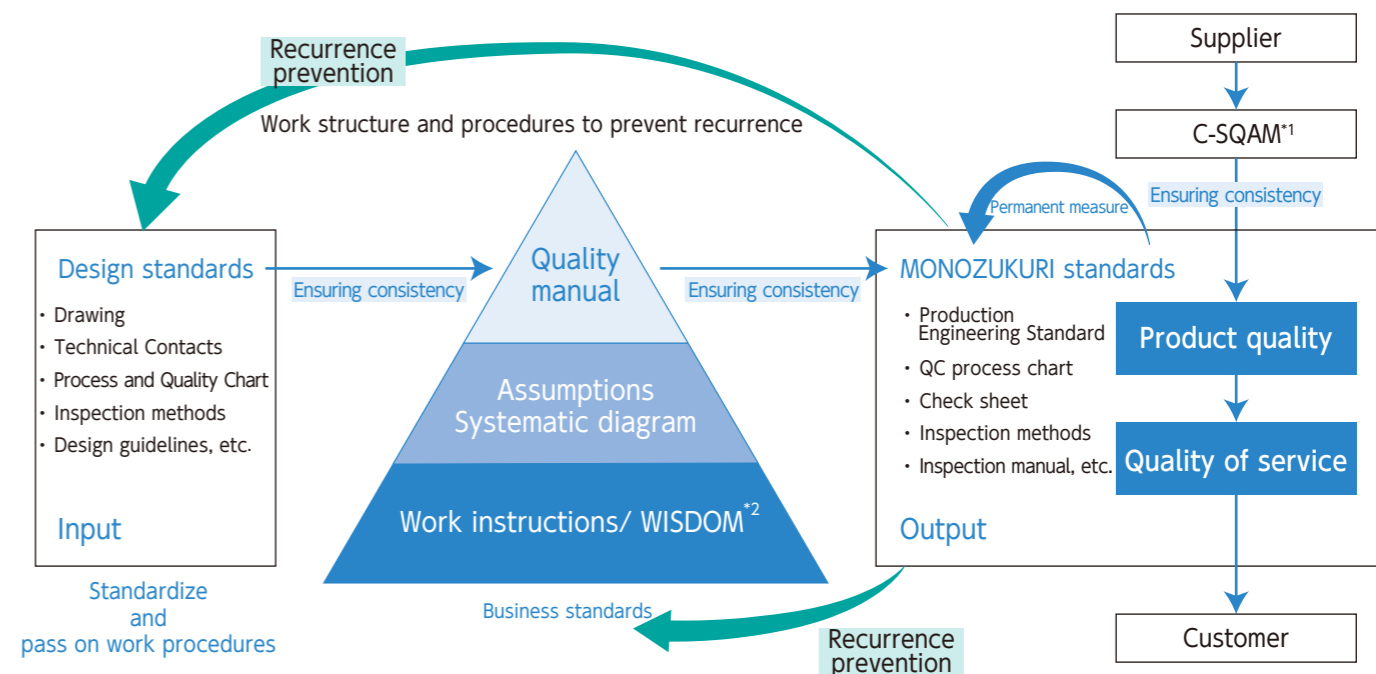 Recurrence
prevention
Work structure and procedures to prevent recurrence
Design standards
・Drawing
・Technical Contacts
・Process and Quality Chart
・Inspection methods
・Design guidelines, etc.
Input
Standardize
and
pass on work procedures
Ensuring consistency
Quality
manual
Assumptions
Systematic diagram
Work instructions/ WISDOM*2
Business standards
Ensuring consistency
Permanent measure
MONOZUKURI standards
・Production
Engineering Standard
・QC process chart
・Check sheet
・Inspection methods
・Inspection manual, etc.
Output
Recurrence
prevention
Supplier
C-SQAM*1
Ensuring consistency
Product quality
Quality of service
Customer